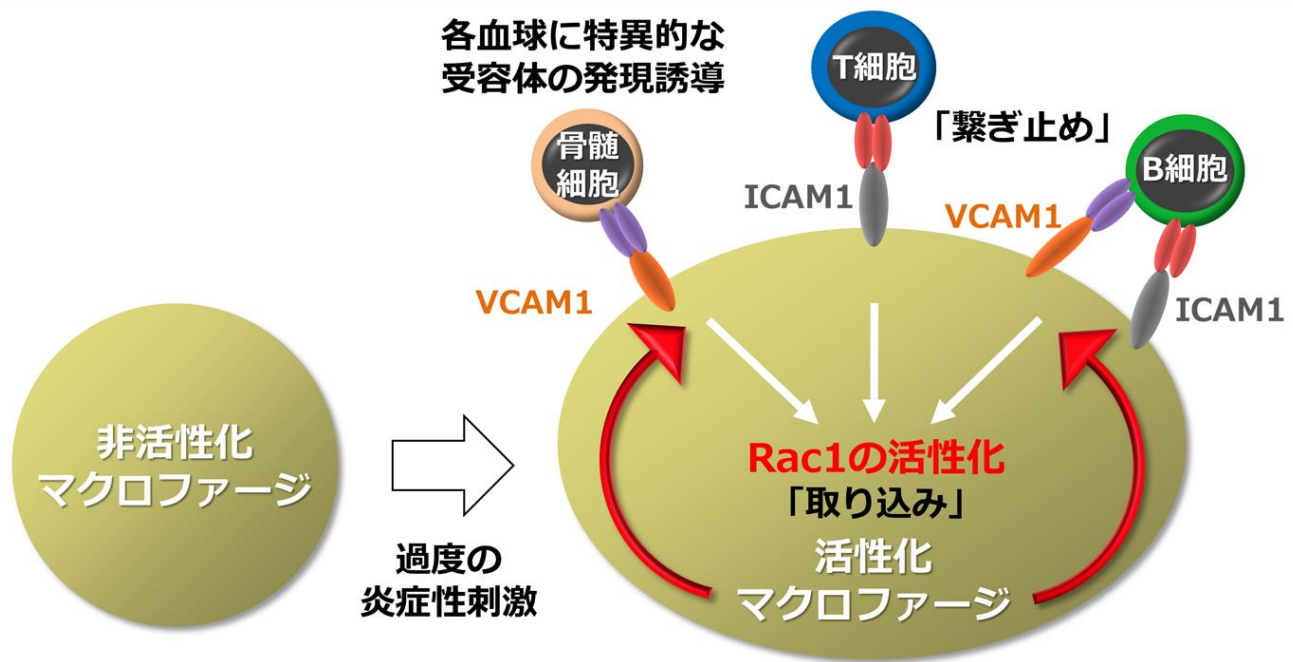 各血球に特異的な
受容体の発現誘導
T細胞
「繋ぎ止め」
骨髄
細胞
B細胞
ICAM1
VCAM1
VCAM1
ICAM1
非活性化
マクロファージ
過度の
炎症性刺激
Rac1の活性化
「取り込み」
活性化
マクロファージ